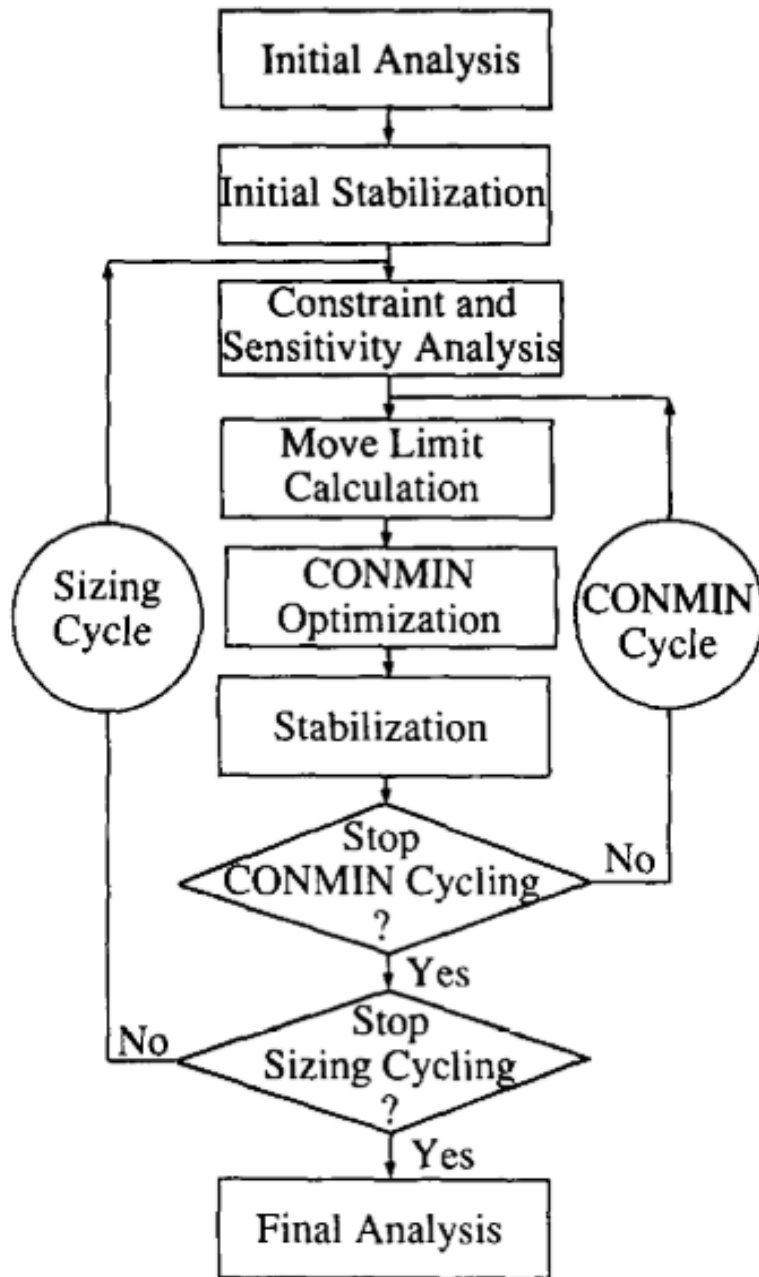 Initial Analysis
Initial Stabilization
Constraint and
Sensitivity Analysis
Move Limit
Calculation
CONMIN
Optimization
Sizing
Cycle
CONMIN
Cycle
Stabilization
Stop
CONMIN Cycling
?
No
Yes
Stop
Sizing Cycling
?
No
Yes
Final Analysis